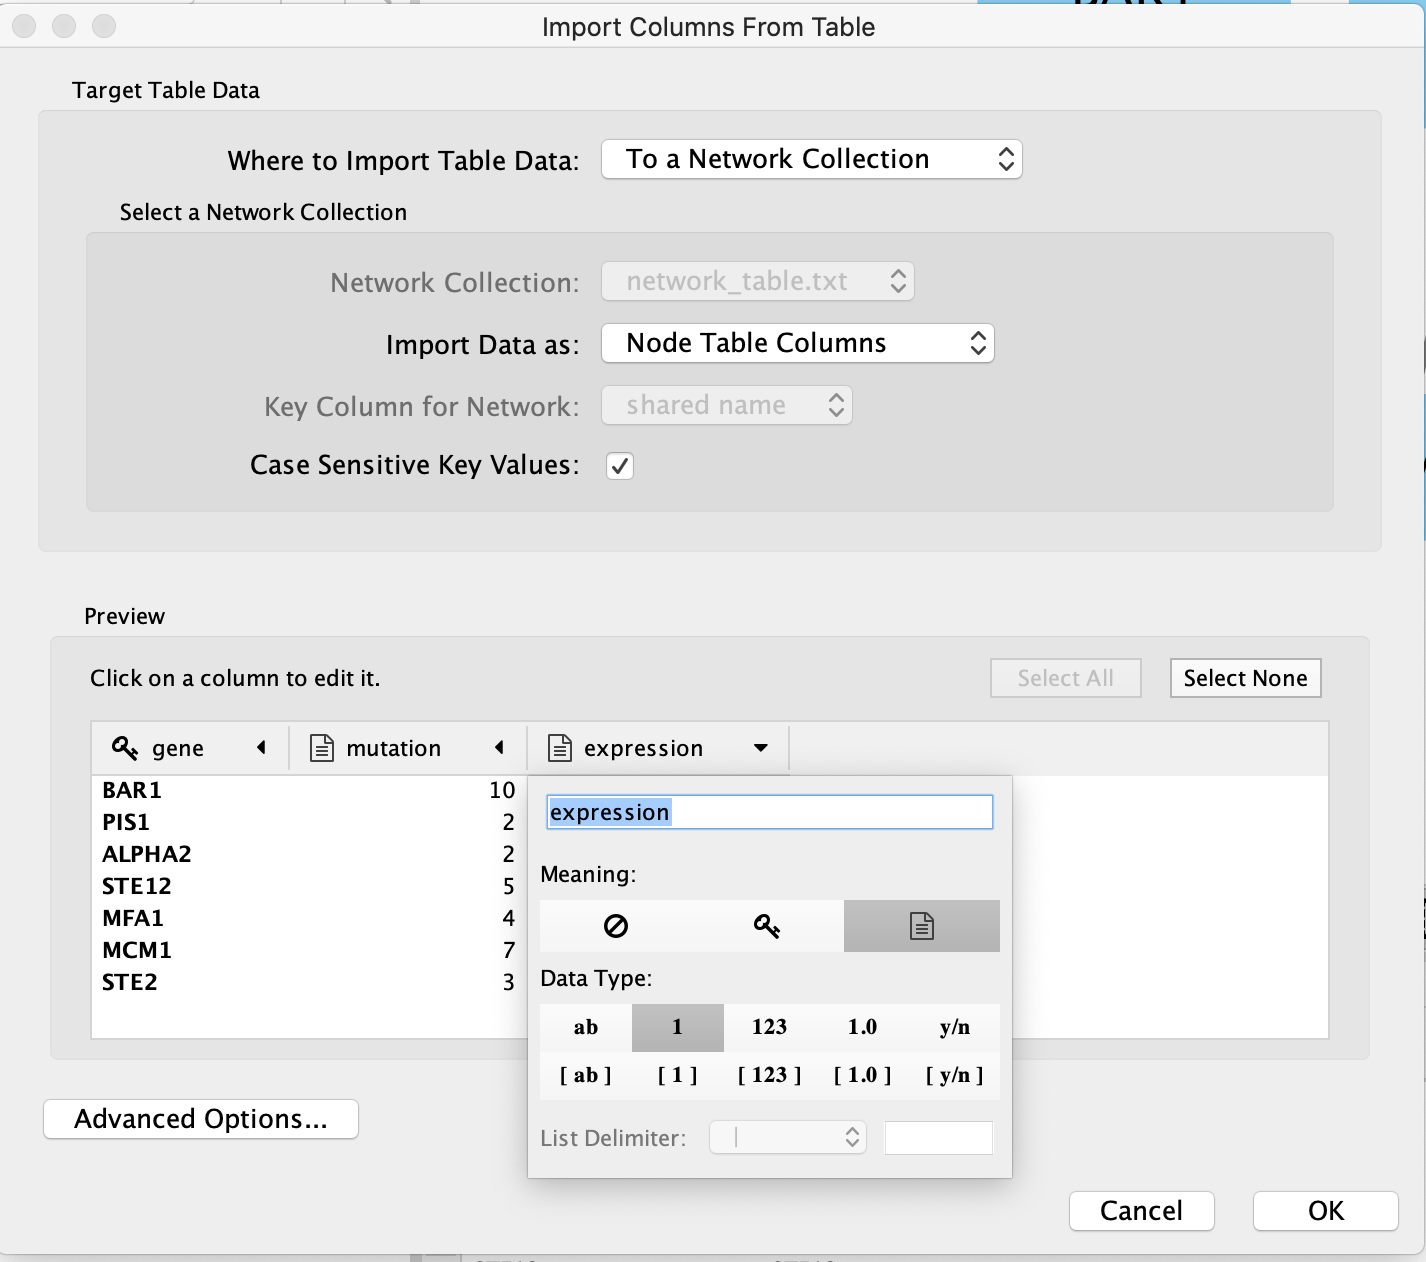 Import Columns From Table
Target Table Data
Where to Import Table Data: To a Network Collection
Select a Network Collection
Network Collection: network_table.txt
Import Data as: Node Table Columns
Key Column for Network: shared name
Case Sensitive Key Values:
Preview
Click on a column to edit it. Select All Select None
gene mutation expression
BAR1 10
PIS1 2
ALPHA2 2
STE12 5
MFA1 4
MCM1 7
STE2 3
expression
Meaning:
Data Type:
ab 1 123 1.0 y/n
[ ab ] [ 1 ] [ 123 ] [ 1.0 ] [ y/n ]
List Delimiter: |
Advanced Options...
Cancel OK